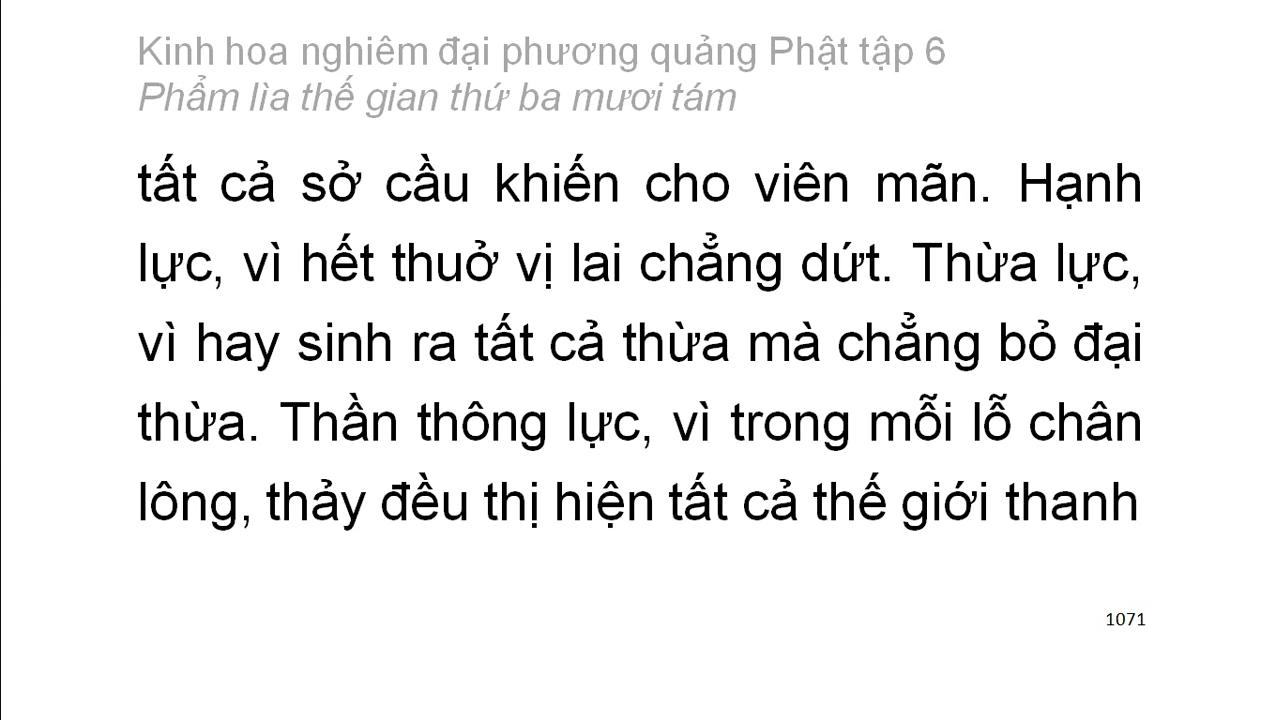 Kinh hoa nghiêm đại phương quảng Phật tập 6
Phẩm lìa thế gian thứ ba mươi tám
tất cả sở cầu khiến cho viên mãn. Hạnh
lực, vì hết thuở vị lai chẳng dứt. Thừa lực,
vì hay sinh ra tất cả thừa mà chẳng bỏ đại
thừa. Thần thông lực, vì trong mỗi lỗ chân
lông, thảy đều thị hiện tất cả thế giới thanh
1071